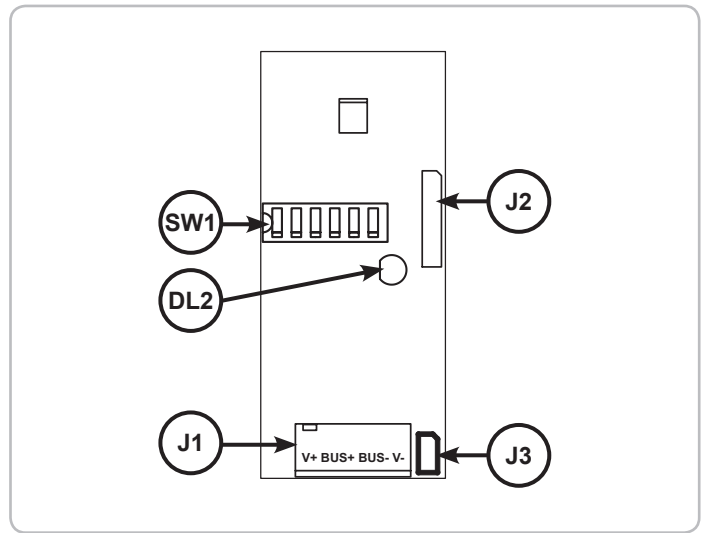 J2
SW1
DL2
J1
V+ BUS+ BUS- V-
J3